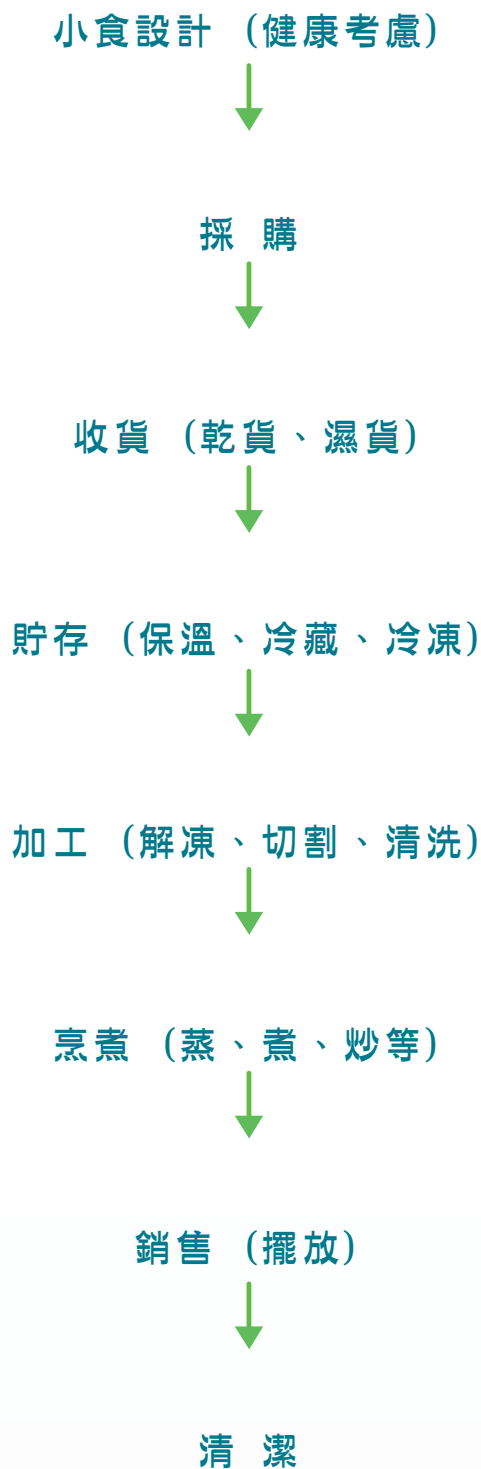 小食設計 (健康考慮)
採 購
收貨 (乾貨、濕貨)
貯存 (保溫、冷藏、冷凍)
加工 (解凍、切割、清洗)
烹煮 (蒸、煮、炒等)
銷售 (擺放)
清 潔